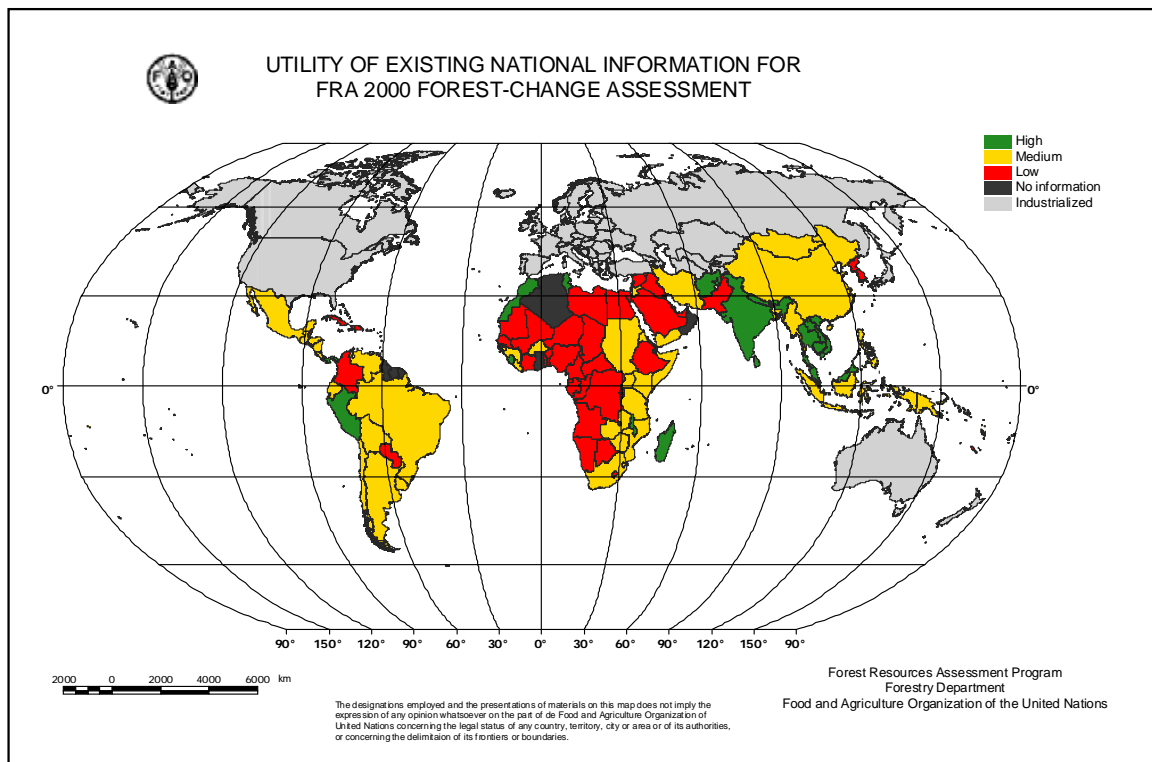 F A O
UTILITY OF EXISTING NATIONAL INFORMATION FOR
FRA 2000 FOREST-CHANGE ASSESSMENT
High
Medium
Low
No information
Industrialized
0°
0°
90° 150° 120° 90° 60° 30° 0° 30° 60° 90° 120° 150° 90°
2000 0 2000 4000 6000 km
The designations employed and the presentations of materials on this map does not imply the
expression of any opinion whatsoever on the part of de Food and Agriculture Organization of
United Nations concerning the legal status of any country, territory, city or area or of its authorities,
or concerning the delimitaion of its frontiers or boundaries.
Forest Resources Assessment Program
Forestry Department
Food and Agriculture Organization of the United Nations